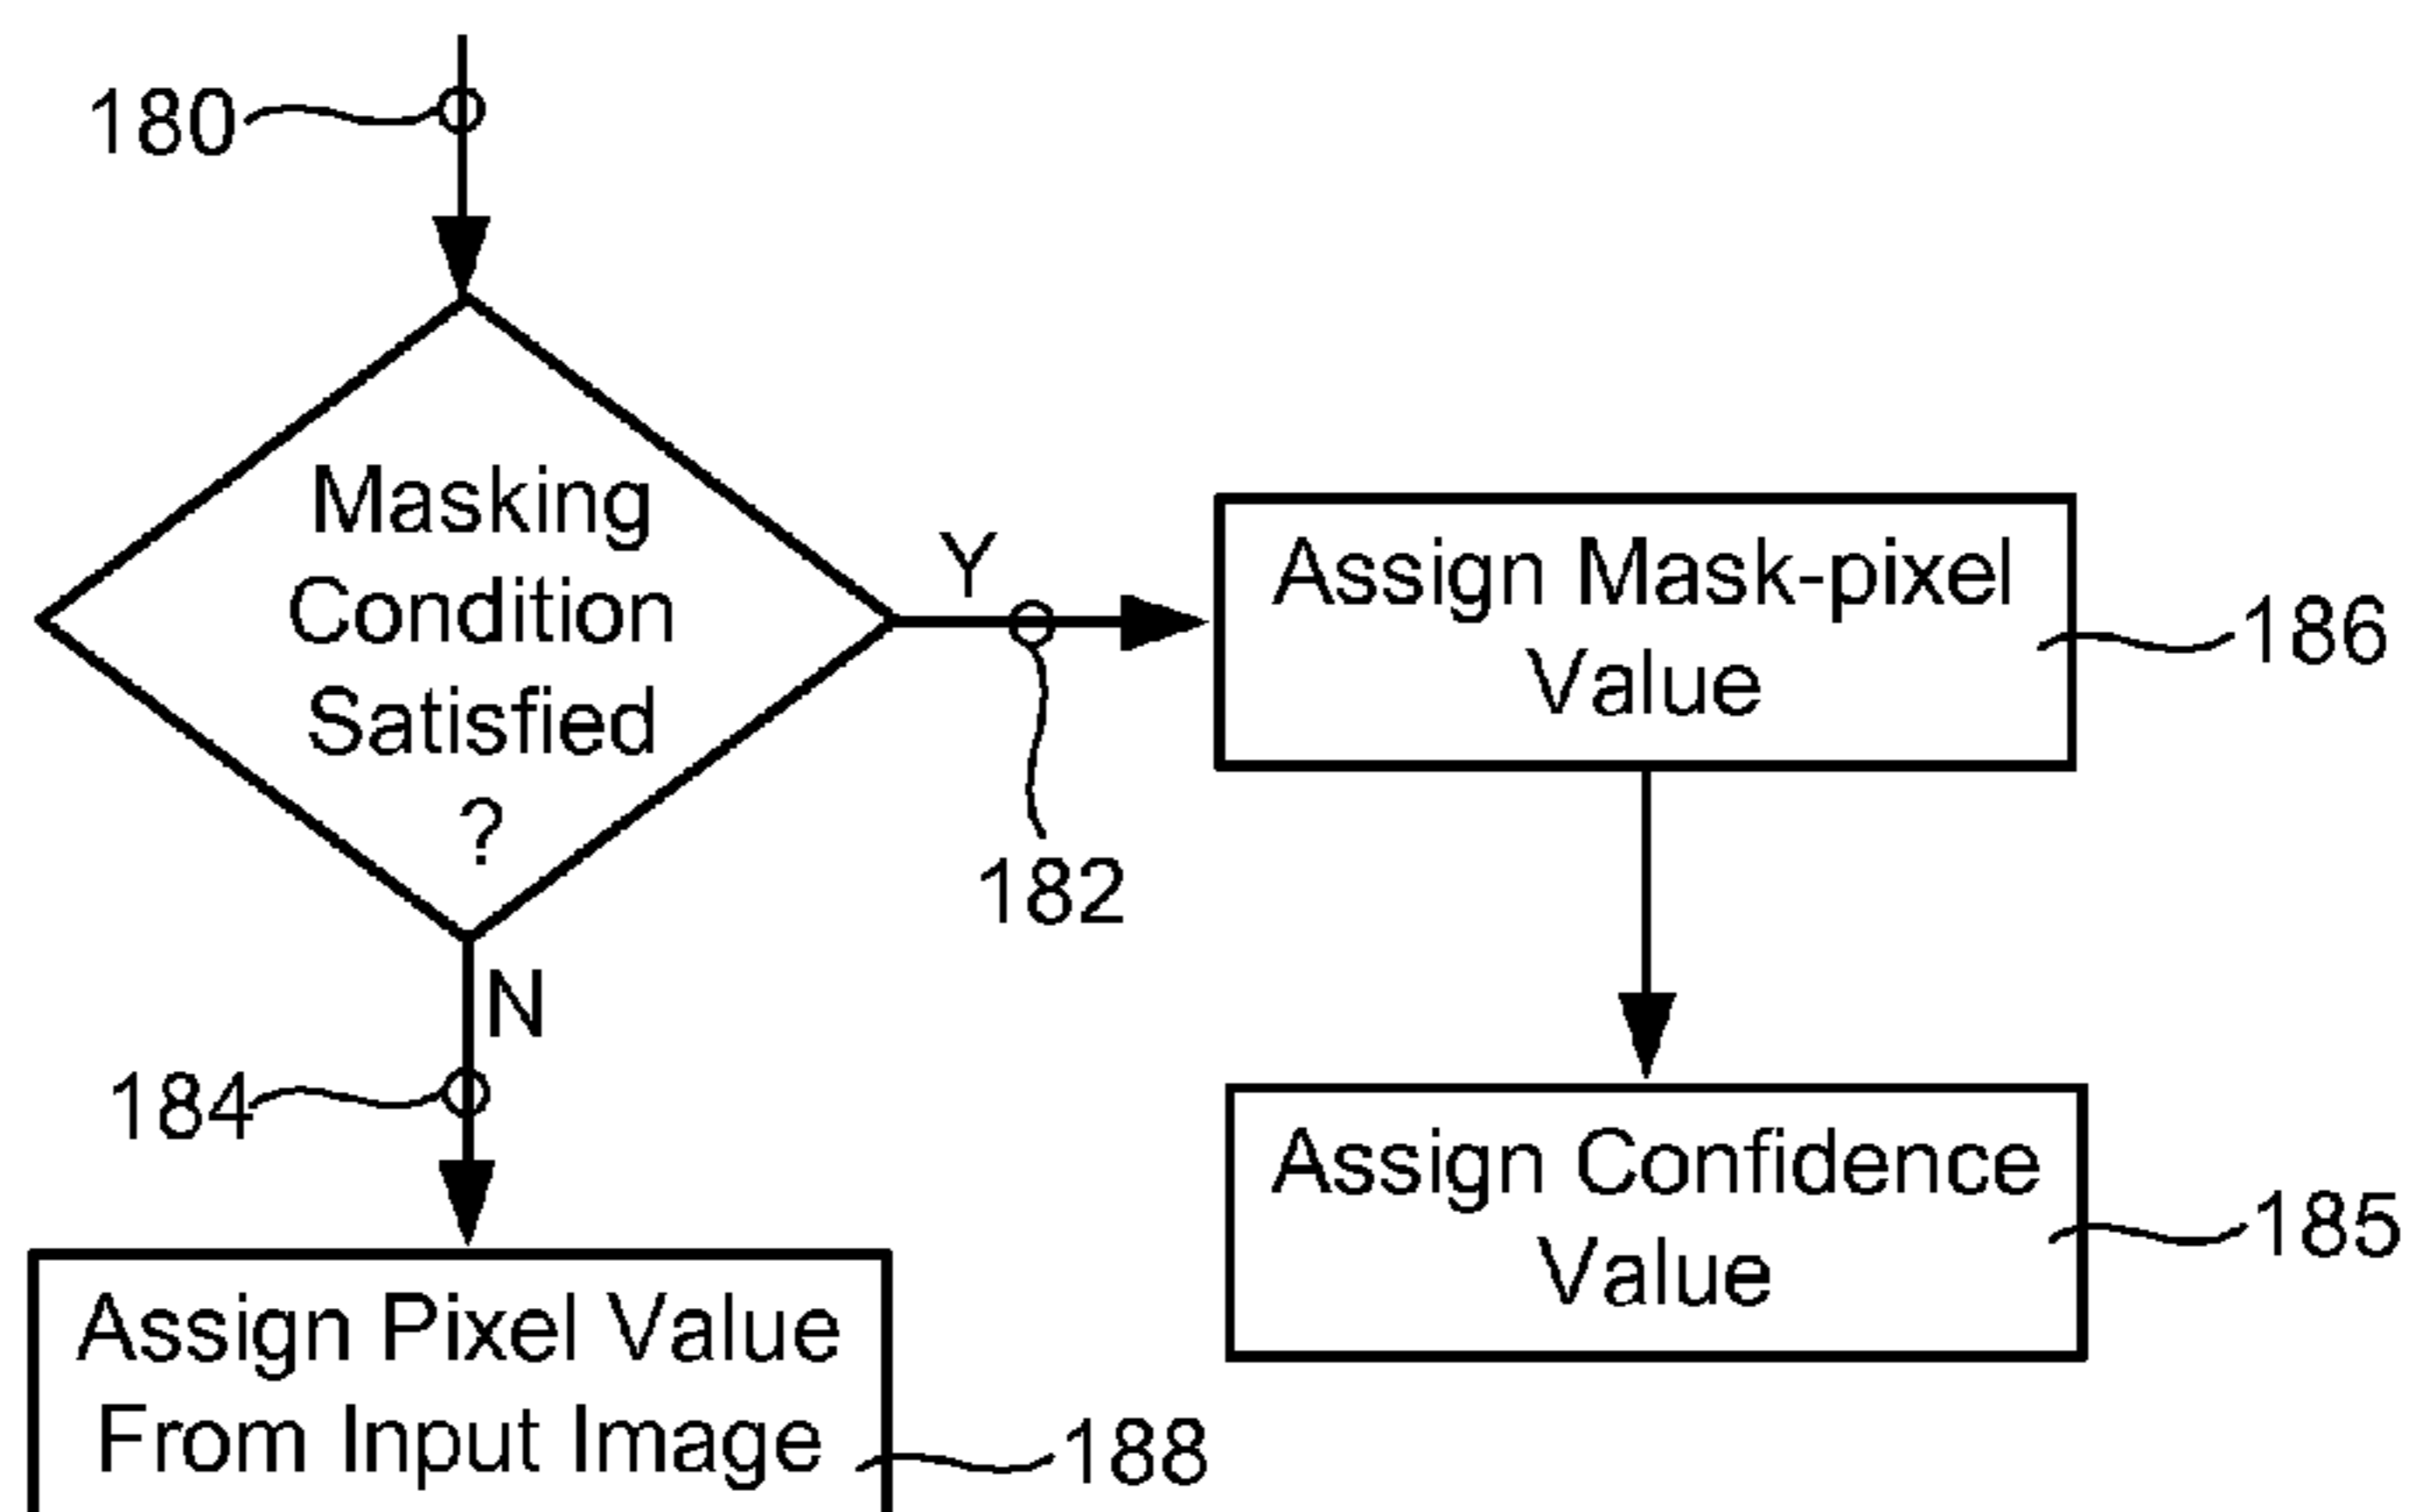 180
Masking
Condition
Satisfied
?
Y
182
Assign Mask-pixel
Value
186
N
184
Assign Confidence
Value
185
Assign Pixel Value
From Input Image
188